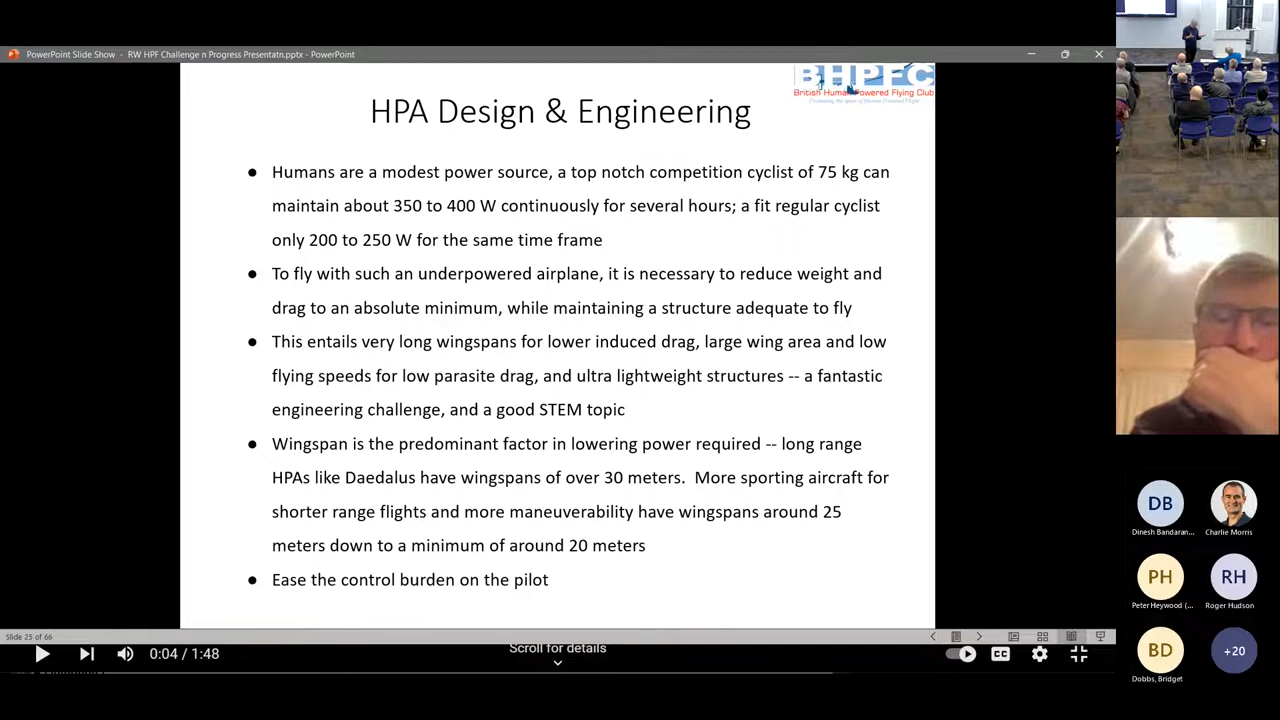 PowerPoint Slide Show - RW HPF Challenge n Progress Presentatn.pptx - PowerPoint
BHPFC
British Human Powered Flying Club
Promoting the sport of Human Powered Flight
HPA Design & Engineering
● Humans are a modest power source, a top notch competition cyclist of 75 kg can
maintain about 350 to 400 W continuously for several hours; a fit regular cyclist
only 200 to 250 W for the same time frame
● To fly with such an underpowered airplane, it is necessary to reduce weight and
drag to an absolute minimum, while maintaining a structure adequate to fly
● This entails very long wingspans for lower induced drag, large wing area and low
flying speeds for low parasite drag, and ultra lightweight structures -- a fantastic
engineering challenge, and a good STEM topic
● Wingspan is the predominant factor in lowering power required -- long range
HPAs like Daedalus have wingspans of over 30 meters. More sporting aircraft for
shorter range flights and more maneuverability have wingspans around 25
meters down to a minimum of around 20 meters
● Ease the control burden on the pilot
Slide 25 of 66
0:04 / 1:48
Scroll for details
CC
DB
Dinesh Bandaran...
Charlie Morris
PH
Peter Heywood (...
RH
Roger Hudson
BD
Dobbs, Bridget
+20